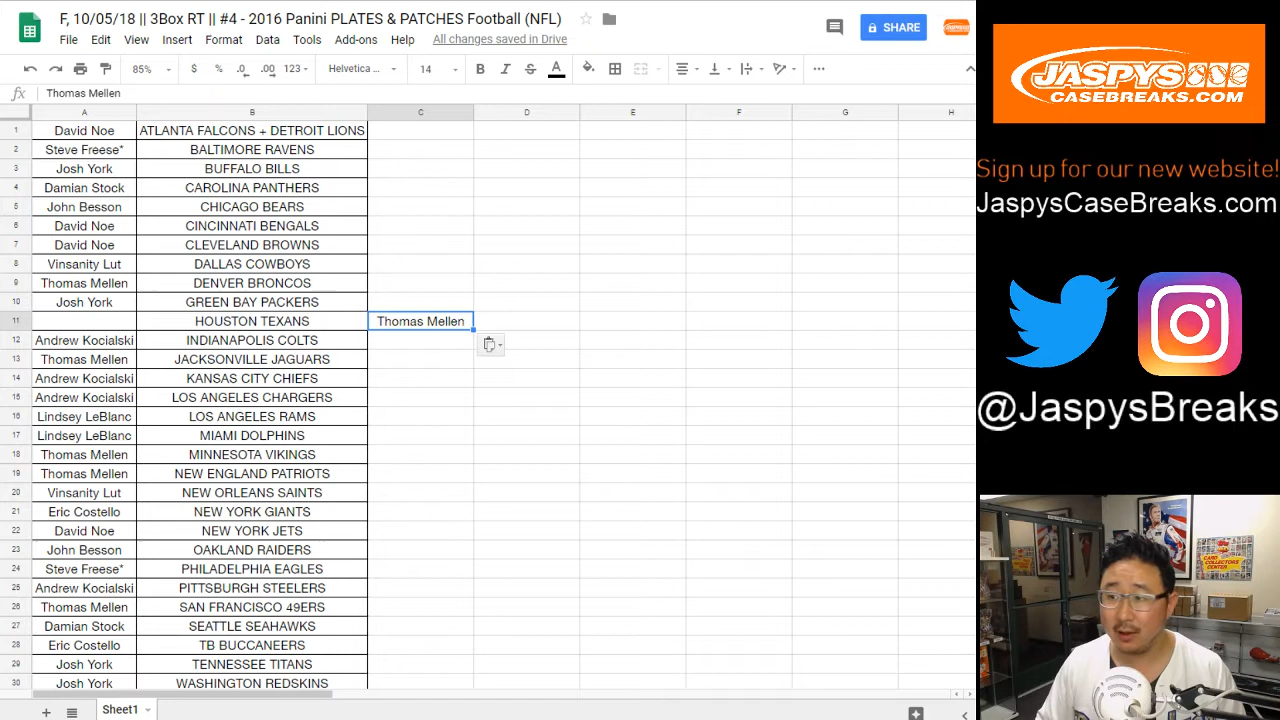 F, 10/05/18 || 3Box RT || #4 - 2016 Panini PLATES & PATCHES Football (NFL)
File Edit View Insert Format Data Tools Add-ons Help All changes saved in Drive
SHARE
85% $ % .0 .00 123 Helvetica ... 14 B I S A
fx Thomas Mellen
A B C D E F G H
1 David Noe ATLANTA FALCONS + DETROIT LIONS
2 Steve Freese* BALTIMORE RAVENS
3 Josh York BUFFALO BILLS
4 Damian Stock CAROLINA PANTHERS
5 John Besson CHICAGO BEARS
6 David Noe CINCINNATI BENGALS
7 David Noe CLEVELAND BROWNS
8 Vinsanity Lut DALLAS COWBOYS
9 Thomas Mellen DENVER BRONCOS
10 Josh York GREEN BAY PACKERS
11 HOUSTON TEXANS Thomas Mellen
12 Andrew Kocialski INDIANAPOLIS COLTS
13 Thomas Mellen JACKSONVILLE JAGUARS
14 Andrew Kocialski KANSAS CITY CHIEFS
15 Andrew Kocialski LOS ANGELES CHARGERS
16 Lindsey LeBlanc LOS ANGELES RAMS
17 Lindsey LeBlanc MIAMI DOLPHINS
18 Thomas Mellen MINNESOTA VIKINGS
19 Thomas Mellen NEW ENGLAND PATRIOTS
20 Vinsanity Lut NEW ORLEANS SAINTS
21 Eric Costello NEW YORK GIANTS
22 David Noe NEW YORK JETS
23 John Besson OAKLAND RAIDERS
24 Steve Freese* PHILADELPHIA EAGLES
25 Andrew Kocialski PITTSBURGH STEELERS
26 Thomas Mellen SAN FRANCISCO 49ERS
27 Damian Stock SEATTLE SEAHAWKS
28 Eric Costello TB BUCCANEERS
29 Josh York TENNESSEE TITANS
30 Josh York WASHINGTON REDSKINS
Sheet1
JASPYS
CASEBREAKS.COM
Sign up for our new website!
JaspysCaseBreaks.com
@JaspysBreaks
CARD
COLLECTORS
CENTER